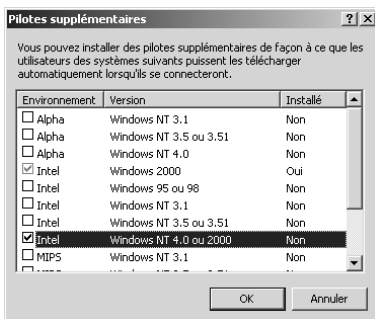 Pilotes supplémentaires
Vous pouvez installer des pilotes supplémentaires de façon à ce que les
utilisateurs des systèmes suivants puissent les télécharger
automatiquement lorsqu'ils se connecteront.
Environnement Version Installé
Alpha Windows NT 3.1 Non
Alpha Windows NT 3.5 ou 3.51 Non
Alpha Windows NT 4.0 Non
Intel Windows 2000 Oui
Intel Windows 95 ou 98 Non
Intel Windows NT 3.1 Non
Intel Windows NT 3.5 ou 3.51 Non
Intel Windows NT 4.0 ou 2000 Non
MIPS Windows NT 3.1 Non
OK Annuler